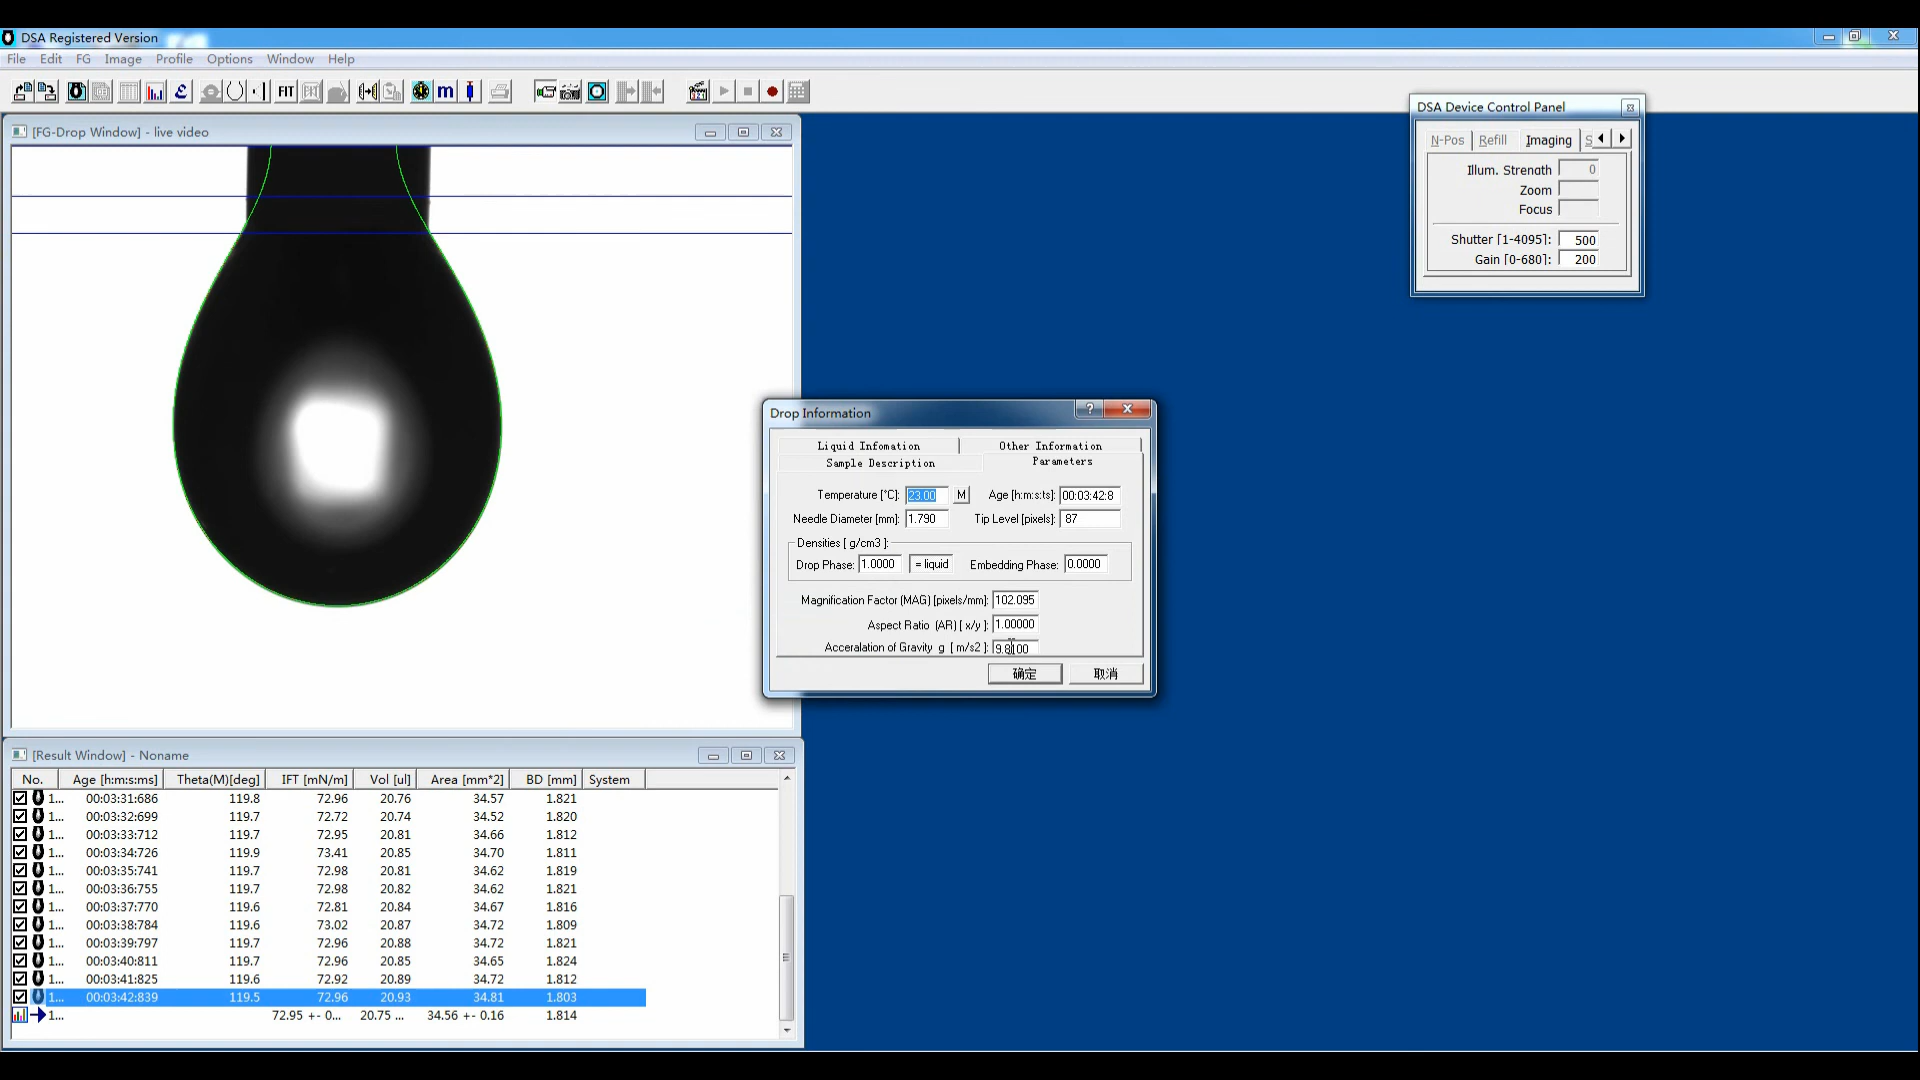 DSA Registered Version
File Edit FG Image Profile Options Window Help
FIT m
[FG-Drop Window] - live video
DSA Device Control Panel
N-Pos Refill Imaging S
Illum. Strength 0
Zoom
Focus
Shutter [1-4095]: 500
Gain [0-680]: 200
Drop Information
Liquid Infomation Other Information
Sample Description Parameters
Temperature [°C]: 23.00 M Age [h:m:s:ts]: 00:03:42:8
Needle Diameter [mm]: 1.790 Tip Level [pixels]: 87
Densities [ g/cm3 ]:
Drop Phase: 1.0000 = liquid Embedding Phase: 0.0000
Magnification Factor (MAG) [pixels/mm]: 102.095
Aspect Ratio (AR) [ x/y ]: 1.00000
Acceralation of Gravity g [ m/s2 ]: 9.8100
确定 取消
[Result Window] - Noname
No. Age [h:m:s:ms] Theta(M)[deg] IFT [mN/m] Vol [ul] Area [mm*2] BD [mm] System
1... 00:03:31:686 119.8 72.96 20.76 34.57 1.821
1... 00:03:32:699 119.7 72.72 20.74 34.52 1.820
1... 00:03:33:712 119.7 72.95 20.81 34.66 1.812
1... 00:03:34:726 119.9 73.41 20.85 34.70 1.811
1... 00:03:35:741 119.7 72.98 20.81 34.62 1.819
1... 00:03:36:755 119.7 72.98 20.82 34.62 1.821
1... 00:03:37:770 119.6 72.81 20.84 34.67 1.816
1... 00:03:38:784 119.6 73.02 20.87 34.72 1.809
1... 00:03:39:797 119.7 72.96 20.88 34.72 1.821
1... 00:03:40:811 119.7 72.96 20.85 34.65 1.824
1... 00:03:41:825 119.6 72.92 20.89 34.72 1.812
1... 00:03:42:839 119.5 72.96 20.93 34.81 1.803
1... 72.95 +- 0... 20.75 ... 34.56 +- 0.16 1.814